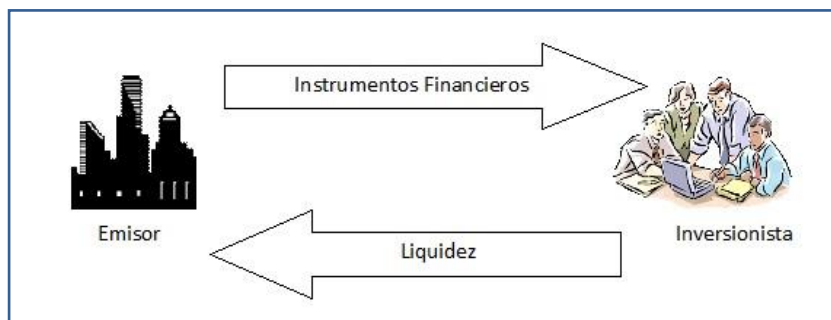 Instrumentos Financieros
Emisor
Inversionista
Liquidez